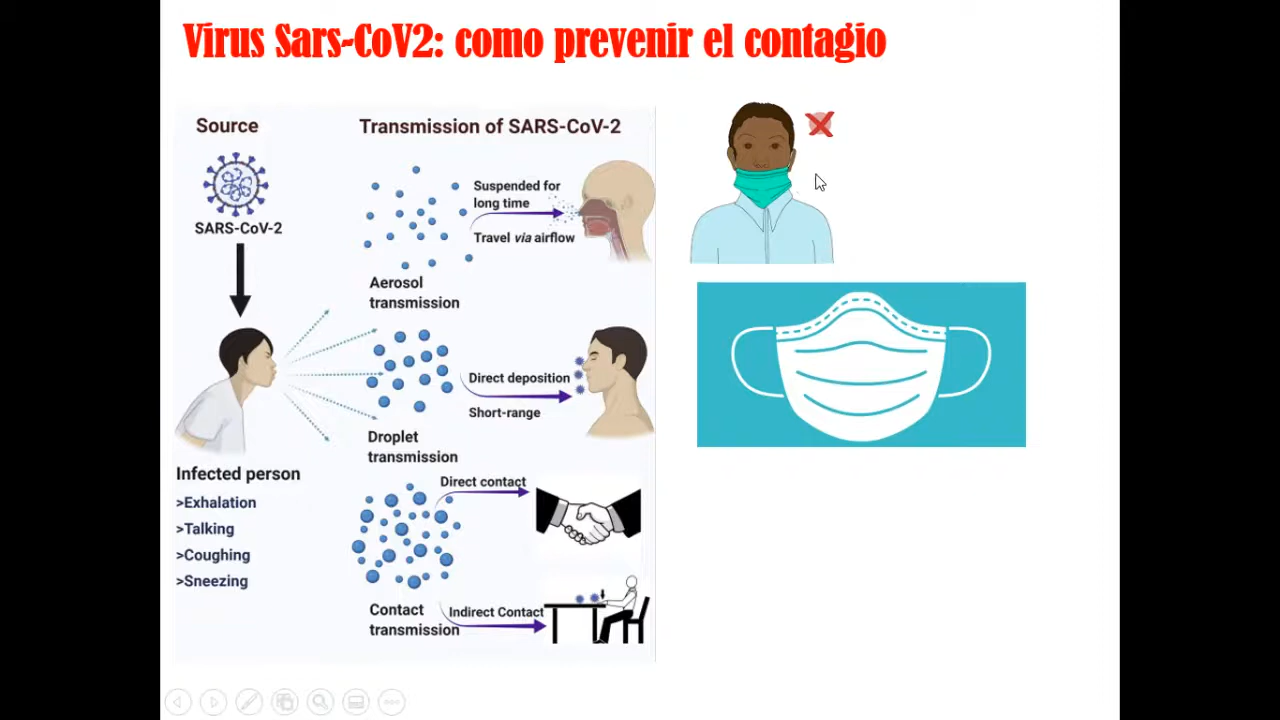 Virus Sars-CoV2: como prevenir el contagio
Source
SARS-CoV-2
Infected person
>Exhalation
>Talking
>Coughing
>Sneezing
Transmission of SARS-CoV-2
Suspended for
long time
Travel via airflow
Aerosol
transmission
Direct deposition
Short-range
Droplet
transmission
Direct contact
Indirect Contact
Contact
transmission